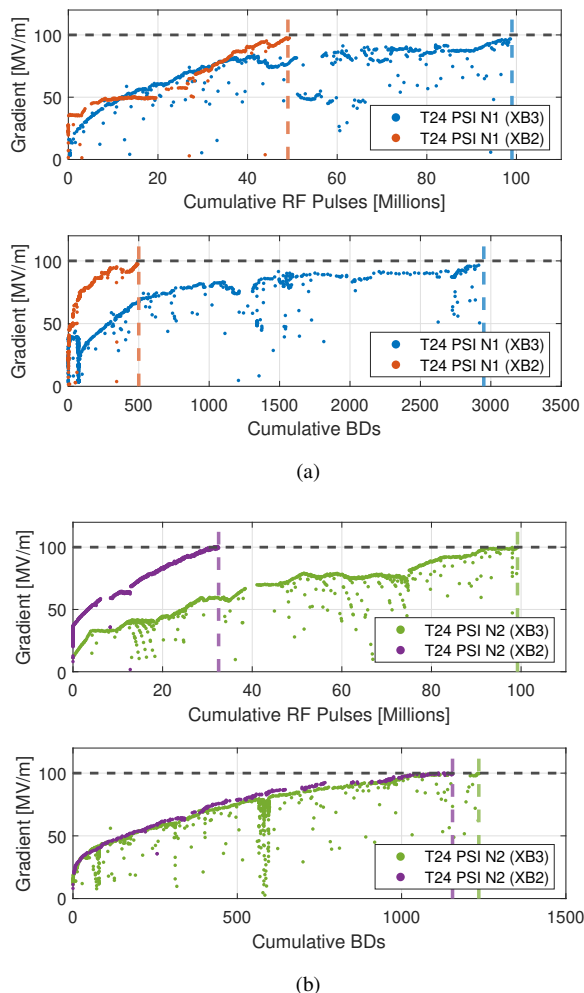 Gradient [MV/m]
100
50
0
0
20
40
60
80
100
T24 PSI N1 (XB3)
T24 PSI N1 (XB2)
Cumulative RF Pulses [Millions]
Gradient [MV/m]
100
50
0
0
500
1000
1500
2000
2500
3000
3500
T24 PSI N1 (XB3)
T24 PSI N1 (XB2)
Cumulative BDs
(a)
Gradient [MV/m]
100
50
0
0
20
40
60
80
100
T24 PSI N2 (XB3)
T24 PSI N2 (XB2)
Cumulative RF Pulses [Millions]
Gradient [MV/m]
100
50
0
0
500
1000
1500
T24 PSI N2 (XB3)
T24 PSI N2 (XB2)
Cumulative BDs
(b)